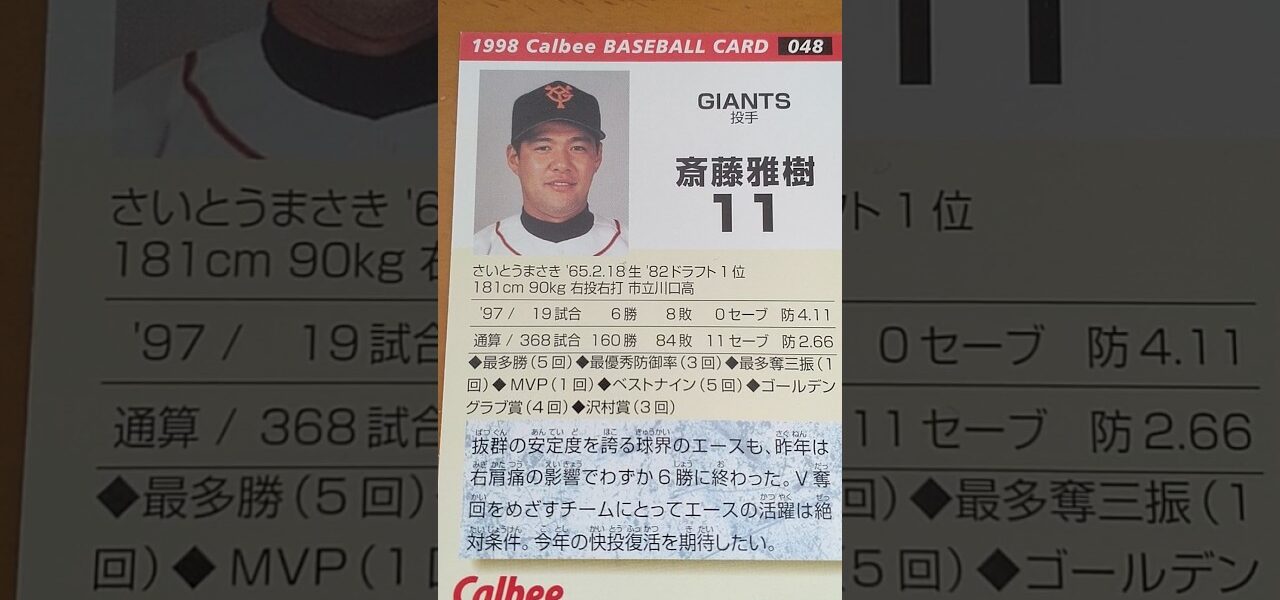 1998 Calbee BASEBALL CARD 048
GIANTS
投手
斎藤雅樹
11
さいとうまさき '65.2.18生 '82ドラフト1位
181cm 90kg 右投右打 市立川口高
'97 / 19試合 6勝 8敗 0セーブ 防4.11
通算 / 368試合 160勝 84敗 11セーブ 防2.66
◆最多勝(5回)◆最優秀防御率(3回)◆最多奪三振(1
回)◆MVP(1回)◆ベストナイン(5回)◆ゴールデン
グラブ賞(4回)◆沢村賞(3回)
抜群の安定度を誇る球界のエースも、昨年は
右肩痛の影響でわずか6勝に終わった。V奪
回をめざすチームにとってエースの活躍は絶
対条件。今年の快投復活を期待したい。
Calbee